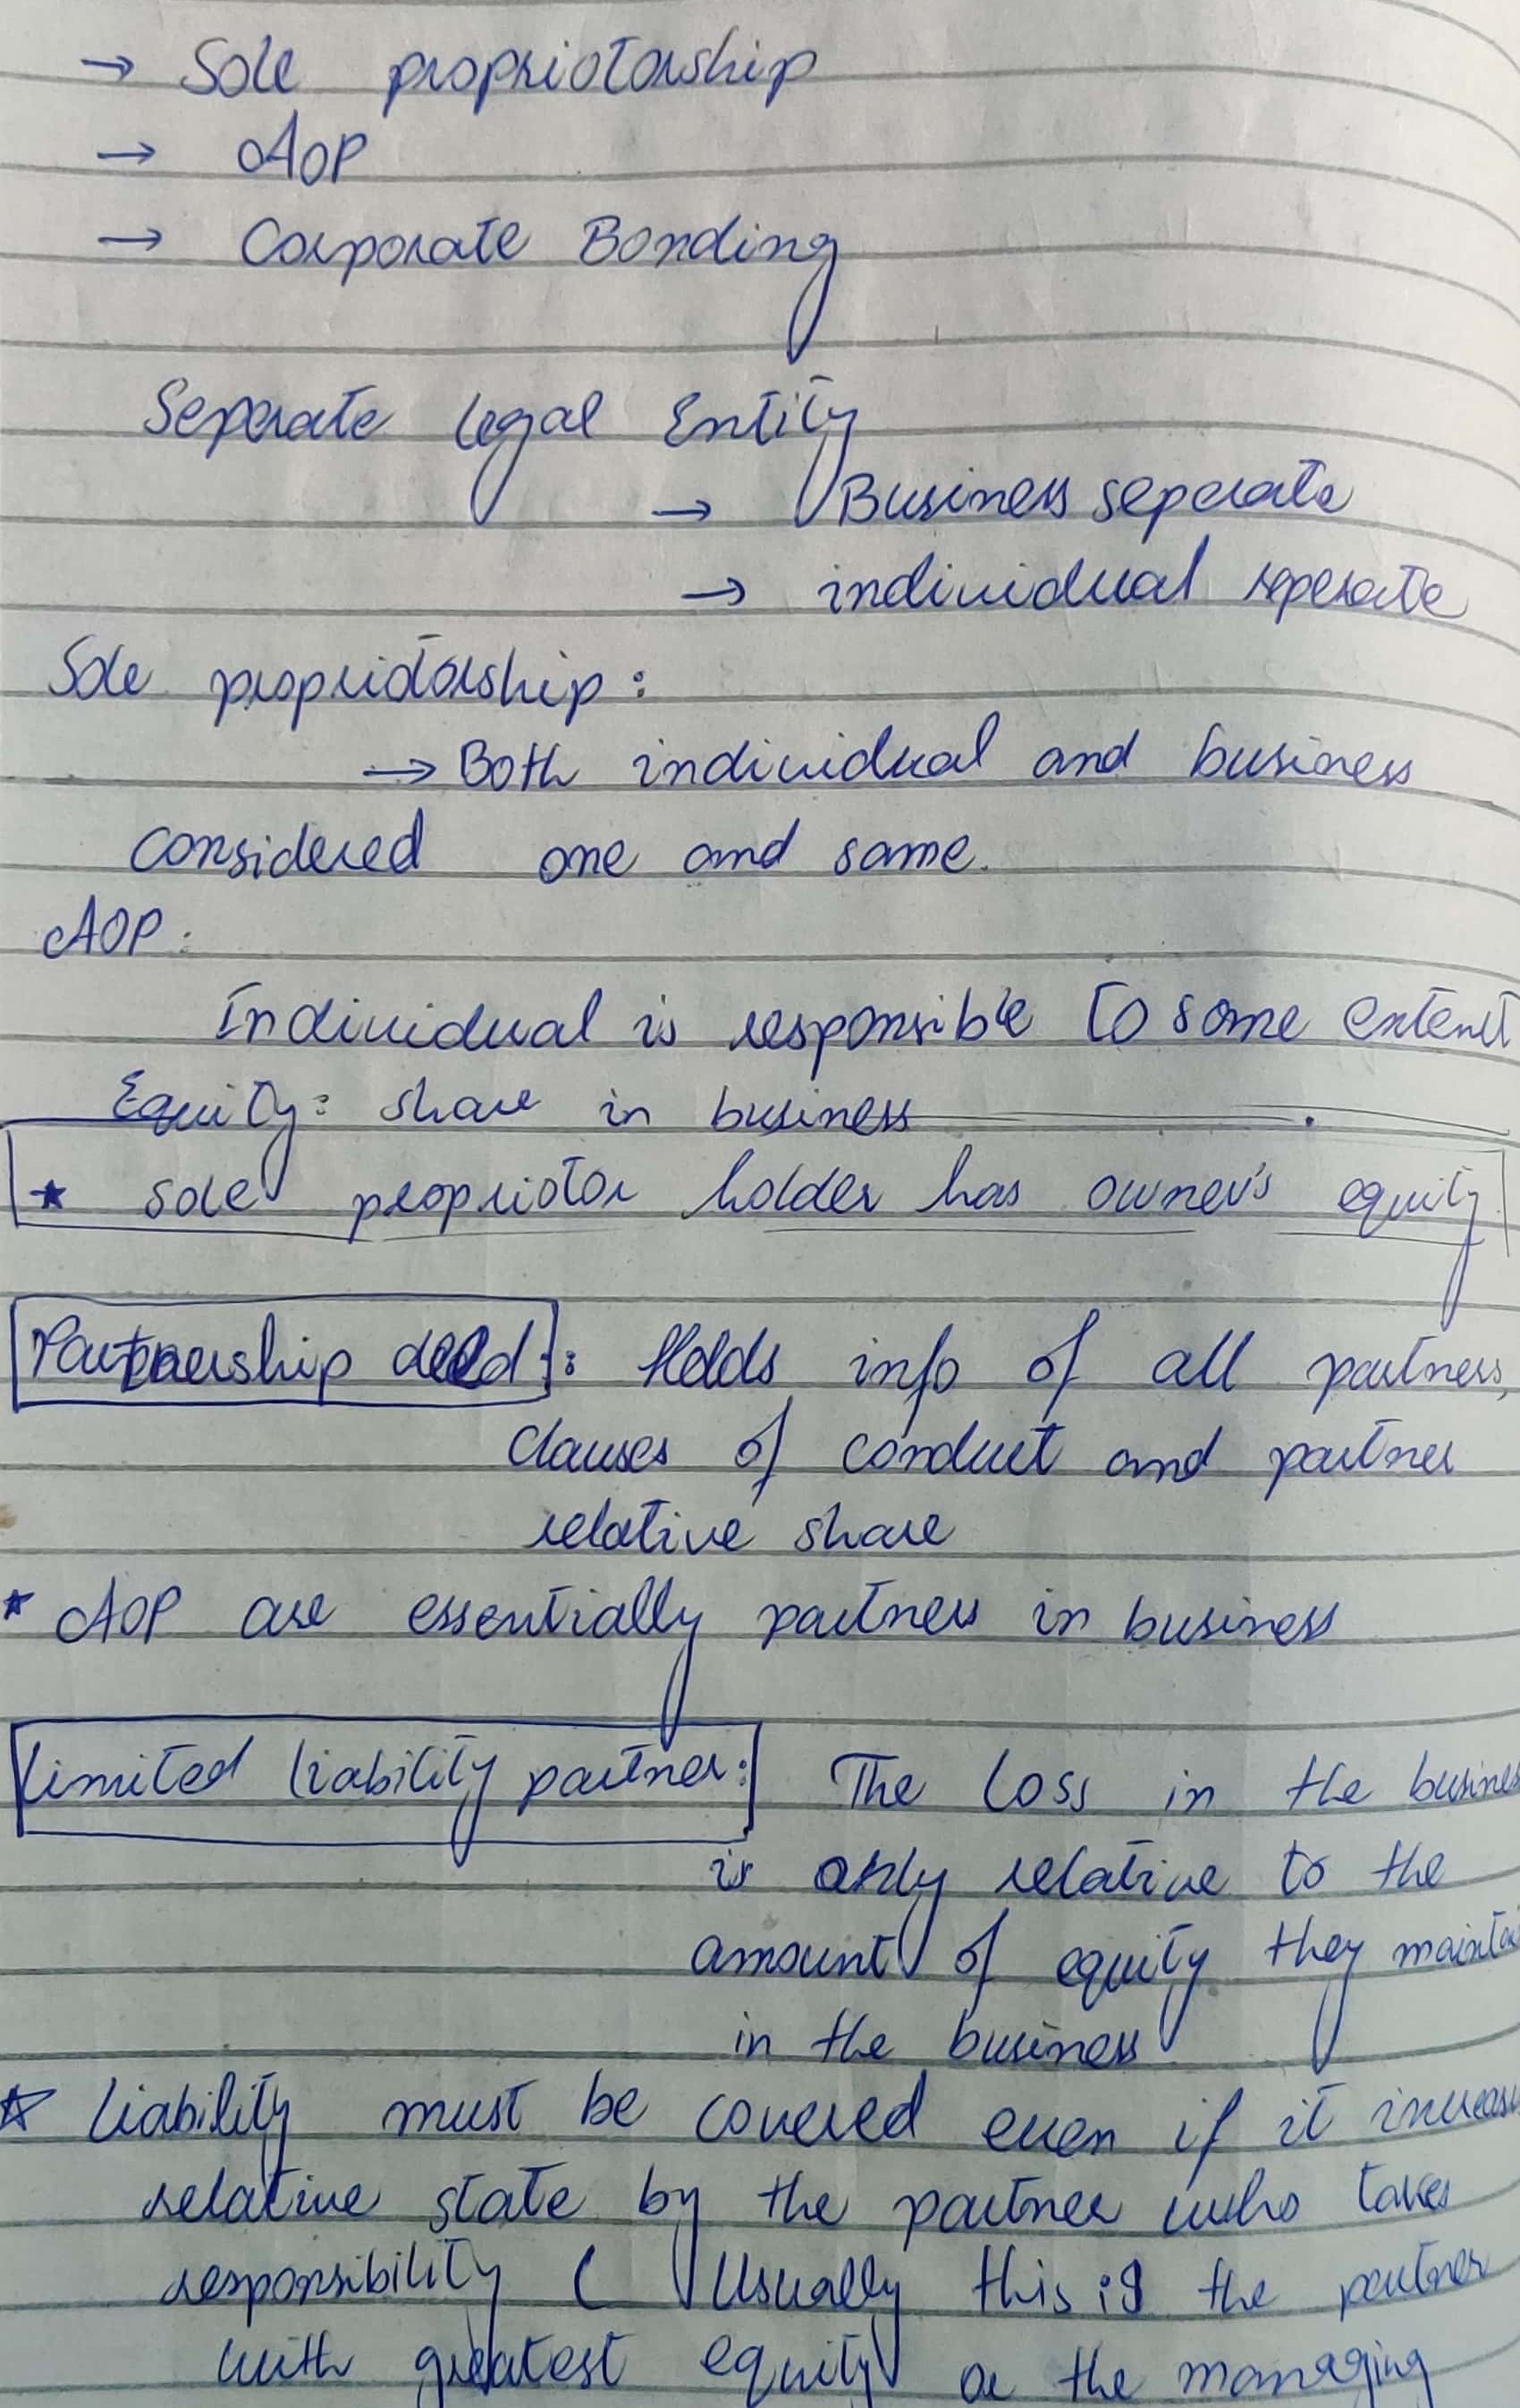 → Sole propriotorship
→ AOP
→ Corporate Bonding
Seperate legal Entity
→ Business seperate
→ individual seperate
Sole propriotorship :
→ Both individual and business
considered one and same.
AOP :
Individual is responsible to some extent
Equity : share in business
★ sole propriotor holder has owner's equity
Partnership deed : : Holds info of all partners,
clauses of conduct and partner
relative share
* AOP are essentially partners in business
Limited liability partner : The loss in the busines
is only relative to the
amount of equity they maintai
in the business
☆ Liability must be covered even if it increas
relative state by the partner who takes
responsibility ( Usually this is the partner
with greatest equity or the managing